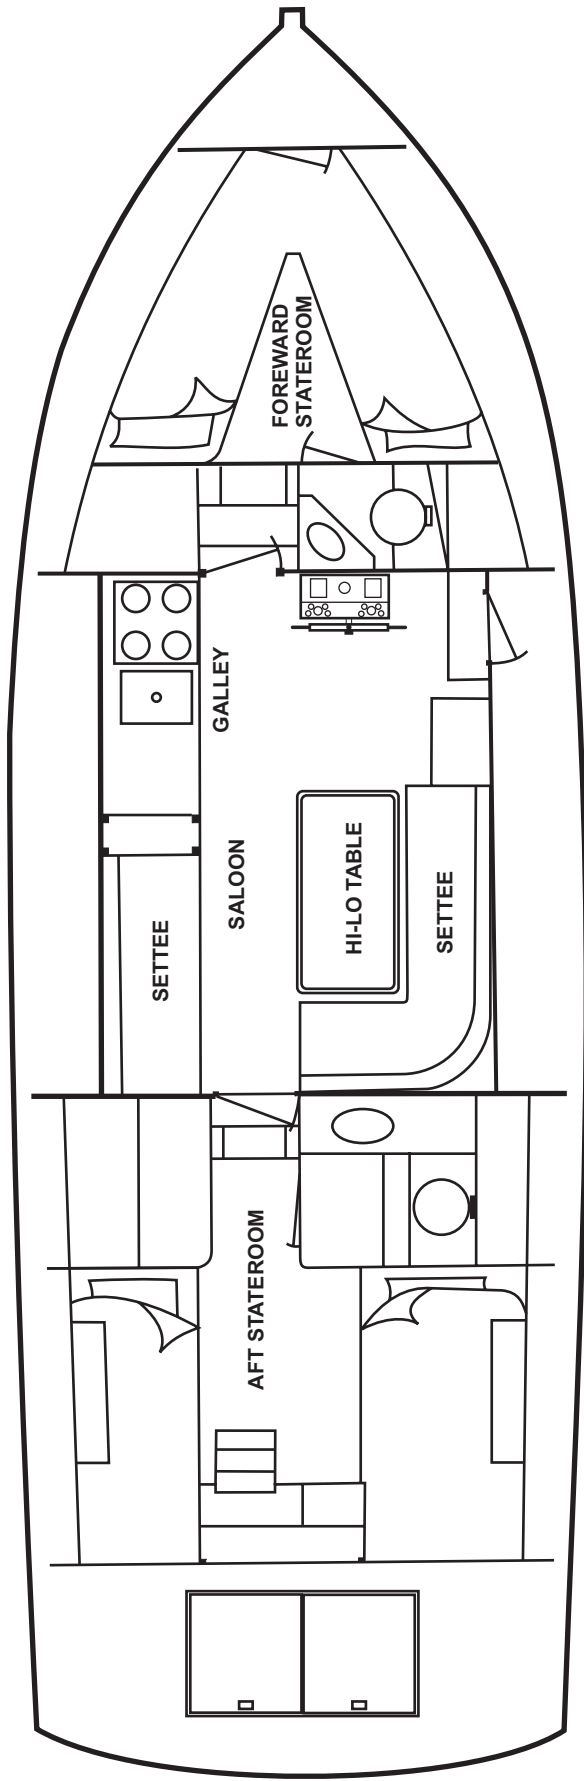 FOREWARD
STATEROOM
GALLEY
SALOON
HI-LO TABLE
SETTEE
SETTEE
AFT STATEROOM